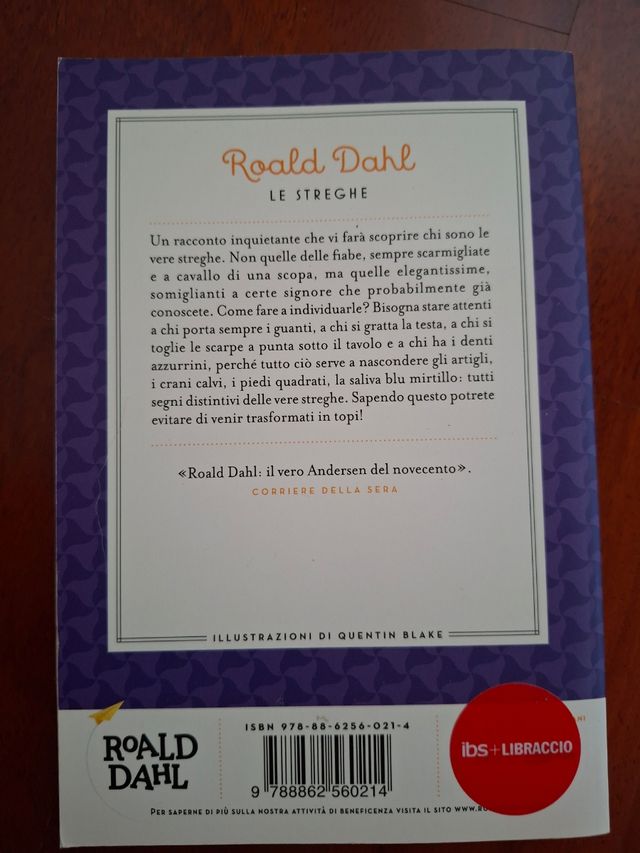 Roald Dahl
LE STREGHE
Un racconto inquietante che vi farà scoprire chi sono le
vere streghe. Non quelle delle fiabe, sempre scarmigliate
e a cavallo di una scopa, ma quelle elegantissime,
somiglianti a certe signore che probabilmente già
conoscete. Come fare a individuarle? Bisogna stare attenti
a chi porta sempre i guanti, a chi si gratta la testa, a chi si
toglie le scarpe a punta sotto il tavolo e a chi ha i denti
azzurrini, perché tutto ciò serve a nascondere gli artigli,
i crani calvi, i piedi quadrati, la saliva blu mirtillo: tutti
segni distintivi delle vere streghe. Sapendo questo potrete
evitare di venir trasformati in topi!
«Roald Dahl: il vero Andersen del novecento».
CORRIERE DELLA SERA
ILLUSTRAZIONI DI QUENTIN BLAKE
ROALD
DAHL
ISBN 978-88-6256-021-4
9 788862 560214
ibs+LIBRACCIO
PER SAPERNE DI PIÙ SULLA NOSTRA ATTIVITÀ DI BENEFICENZA VISITA IL SITO